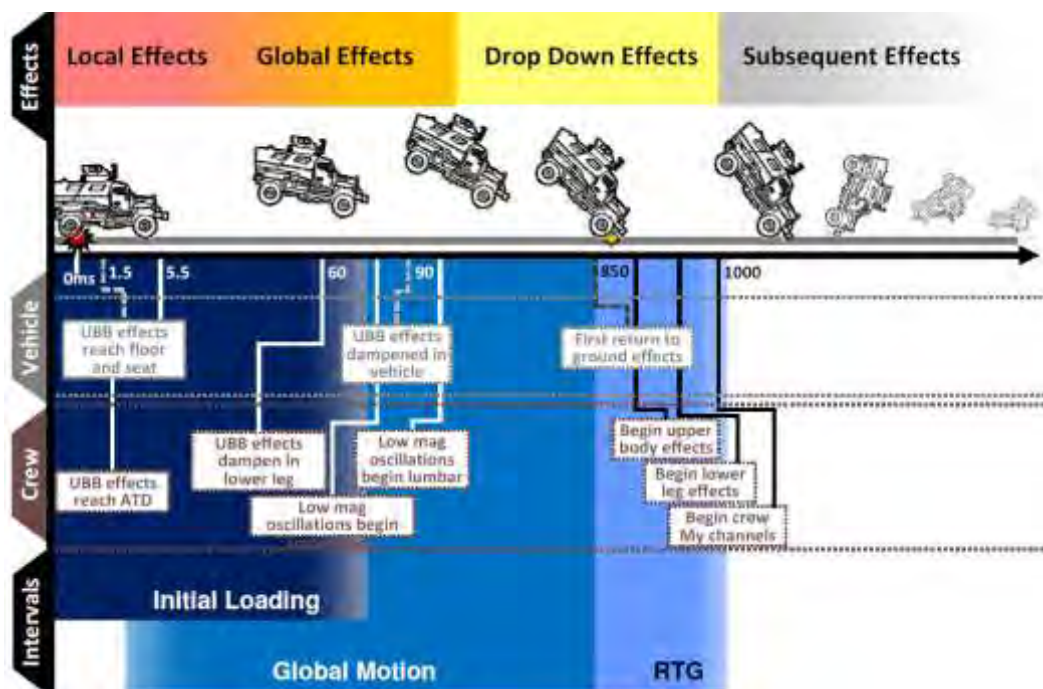 Effects
Local Effects
Global Effects
Drop Down Effects
Subsequent Effects
0ms
1.5
5.5
60
90
850
1000
Vehicle
UBB effects
reach floor
and seat
UBB effects
dampened in
vehicle
First return to
ground effects
Crew
UBB effects
reach ATD
UBB effects
dampen in
lower leg
Low mag
oscillations begin
Low mag
oscillations
begin lumbar
Begin upper
body effects
Begin lower
leg effects
Begin crew
My channels
Intervals
Initial Loading
Global Motion
RTG